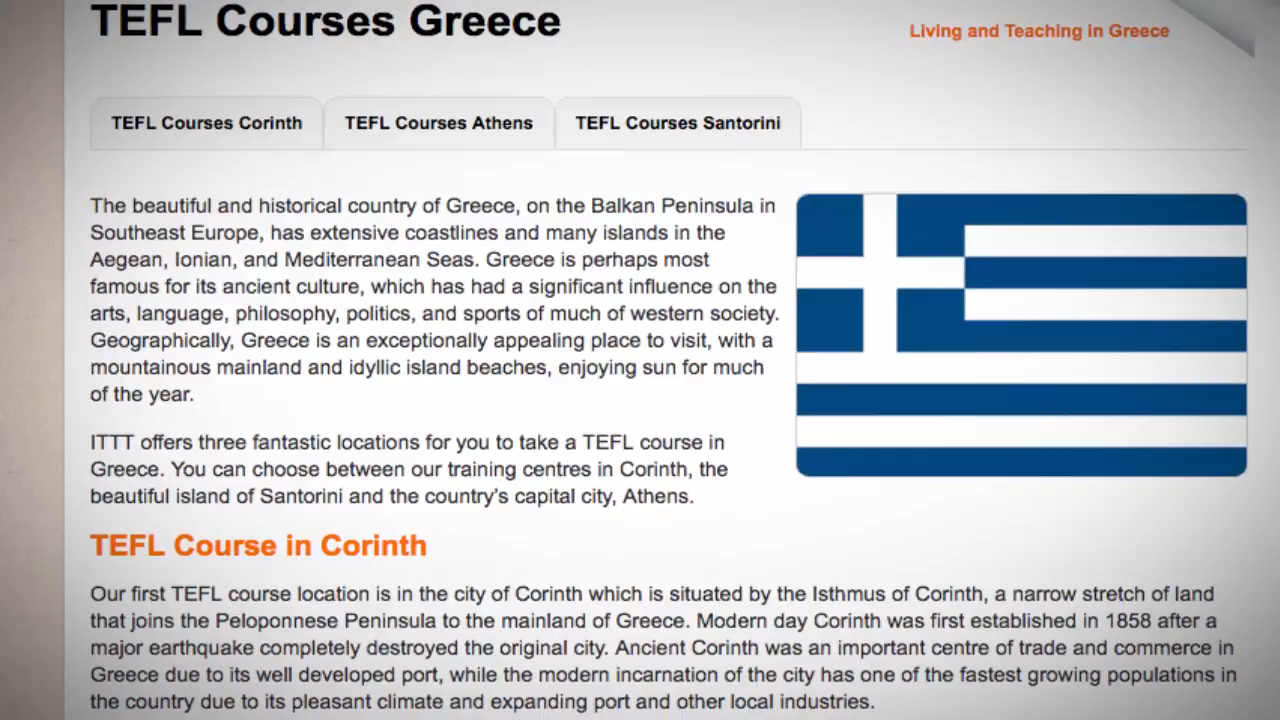 TEFL Courses Greece
Living and Teaching in Greece
TEFL Courses Corinth
TEFL Courses Athens
TEFL Courses Santorini
The beautiful and historical country of Greece, on the Balkan Peninsula in
Southeast Europe, has extensive coastlines and many islands in the
Aegean, Ionian, and Mediterranean Seas. Greece is perhaps most
famous for its ancient culture, which has had a significant influence on the
arts, language, philosophy, politics, and sports of much of western society.
Geographically, Greece is an exceptionally appealing place to visit, with a
mountainous mainland and idyllic island beaches, enjoying sun for much
of the year.
ITTT offers three fantastic locations for you to take a TEFL course in
Greece. You can choose between our training centres in Corinth, the
beautiful island of Santorini and the country's capital city, Athens.
TEFL Course in Corinth
Our first TEFL course location is in the city of Corinth which is situated by the Isthmus of Corinth, a narrow stretch of land
that joins the Peloponnese Peninsula to the mainland of Greece. Modern day Corinth was first established in 1858 after a
major earthquake completely destroyed the original city. Ancient Corinth was an important centre of trade and commerce in
Greece due to its well developed port, while the modern incarnation of the city has one of the fastest growing populations in
the country due to its pleasant climate and expanding port and other local industries.